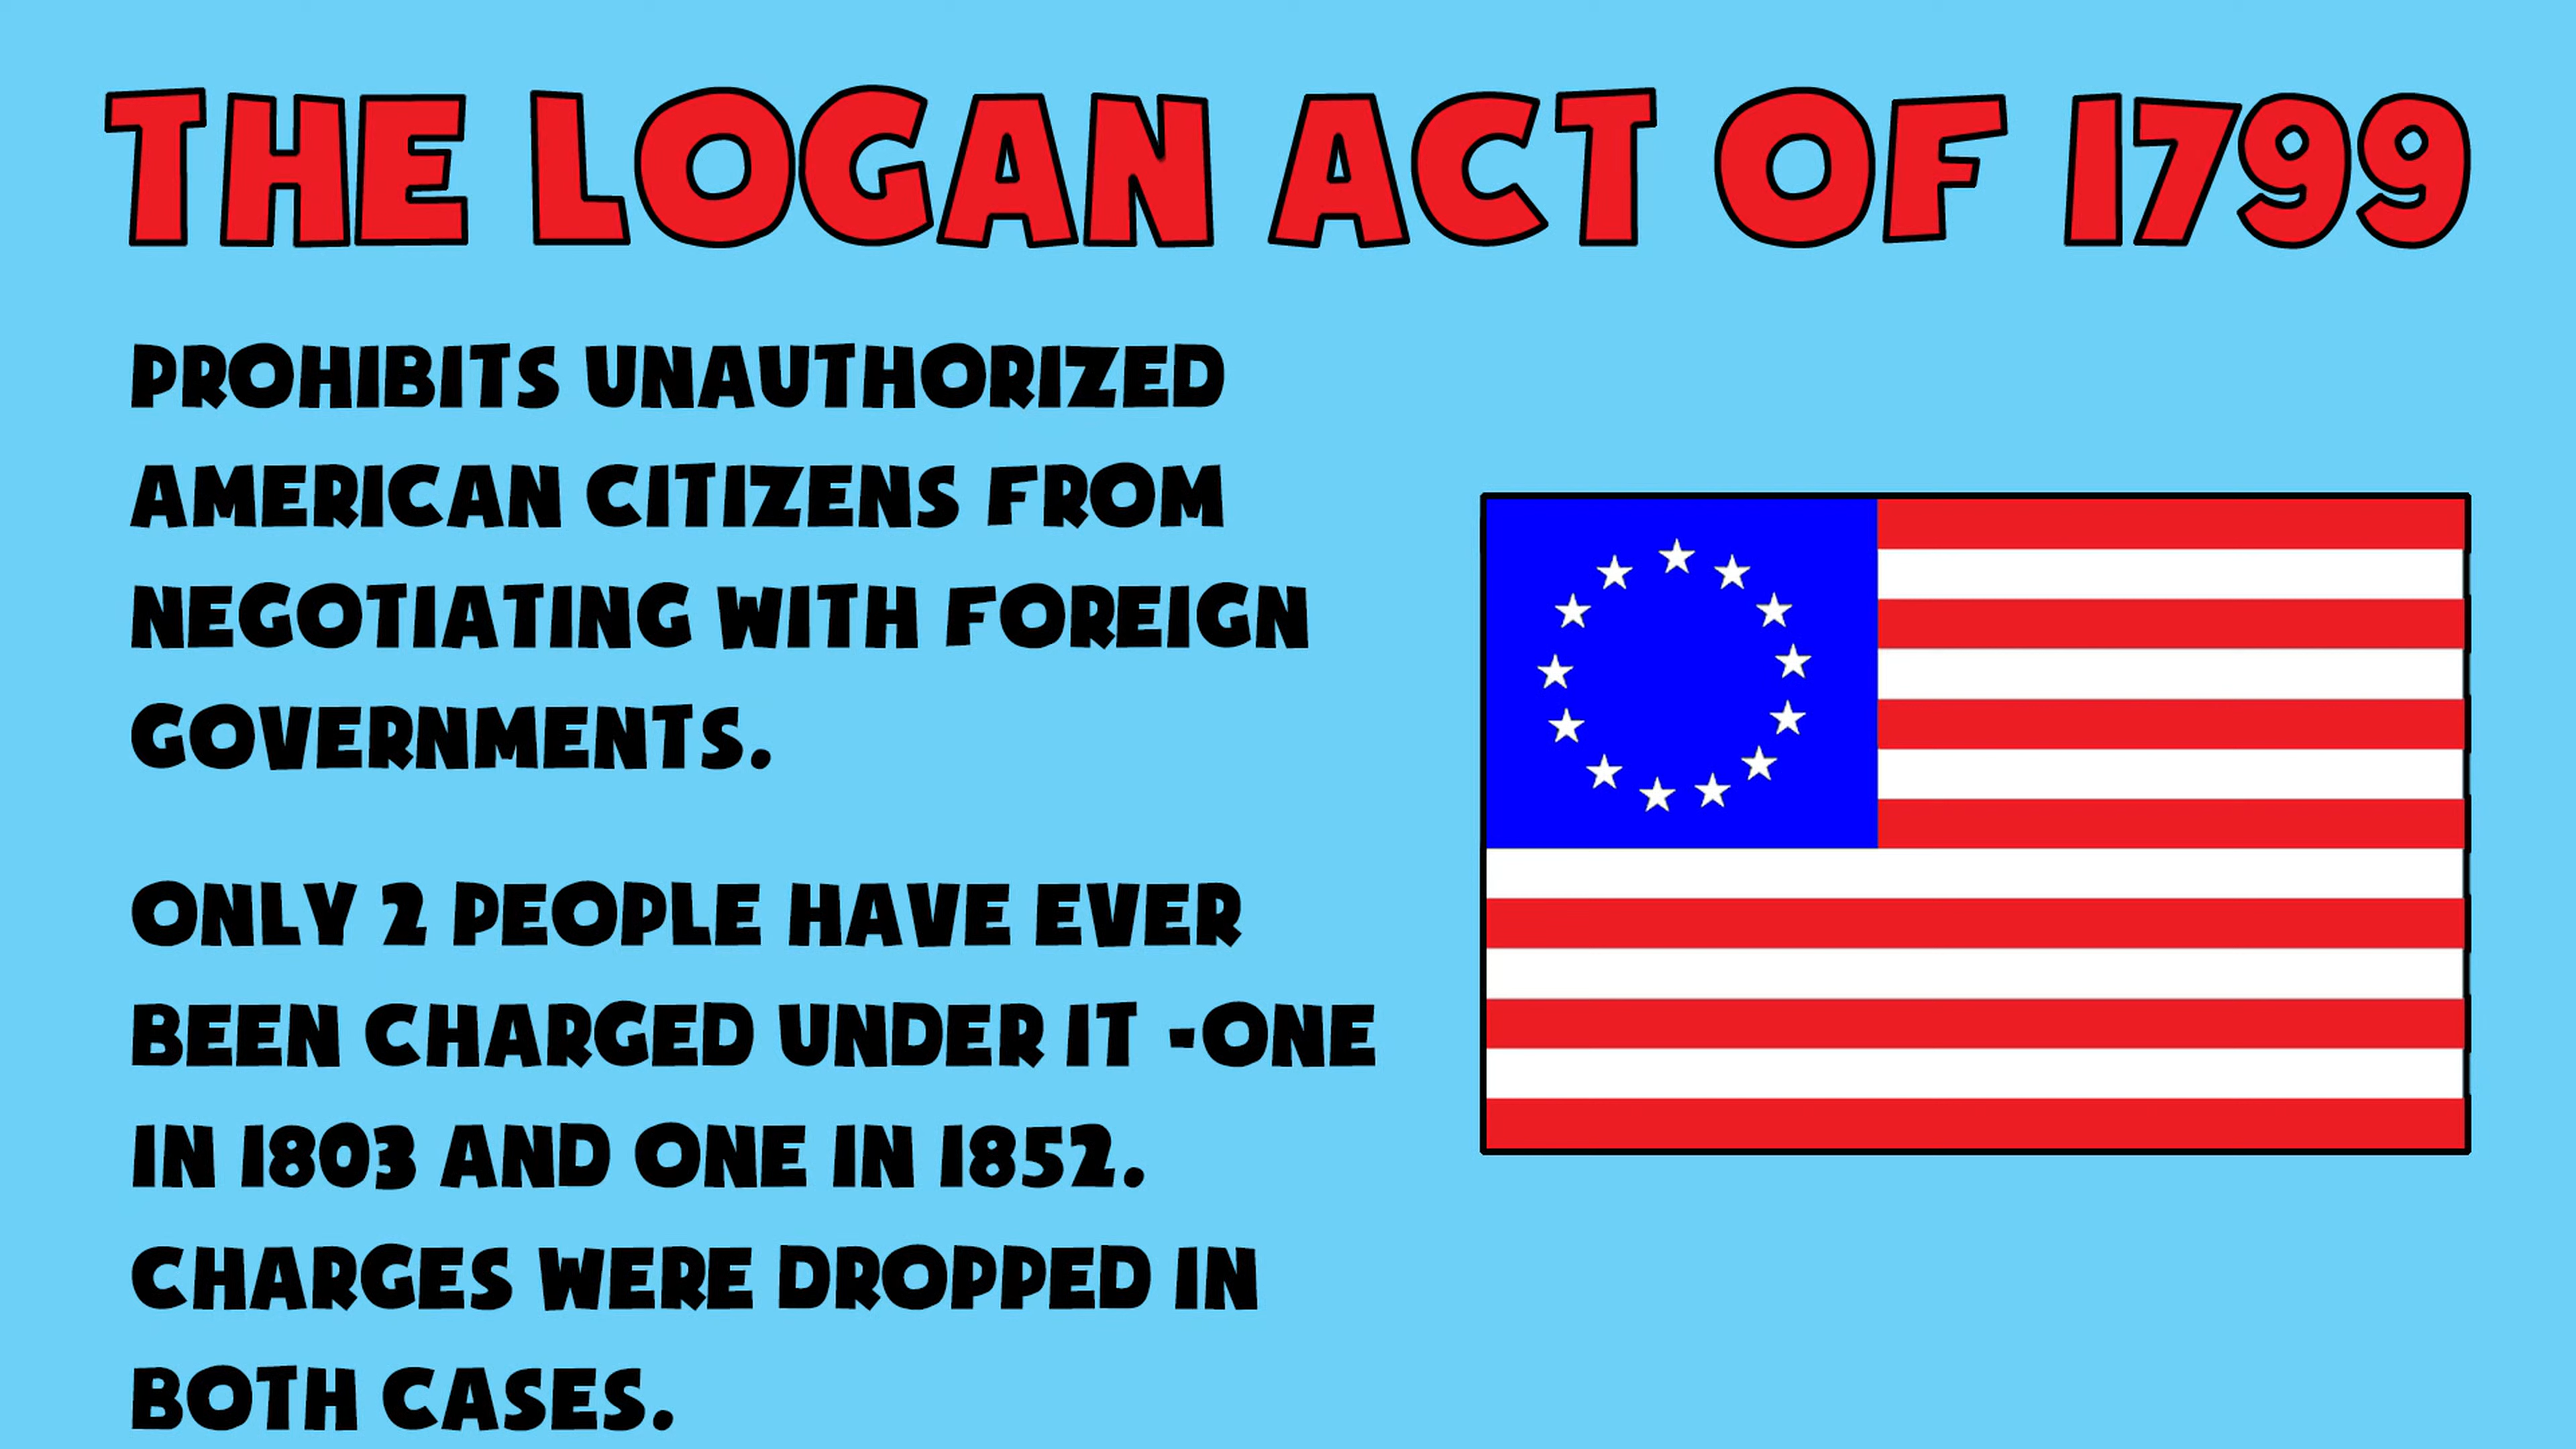 THE LOGAN ACT OF 1799
PROHIBITS UNAUTHORIZED
AMERICAN CITIZENS FROM
NEGOTIATING WITH FOREIGN
GOVERNMENTS.
ONLY 2 PEOPLE HAVE EVER
BEEN CHARGED UNDER IT -ONE
IN 1803 AND ONE IN 1852.
CHARGES WERE DROPPED IN
BOTH CASES.